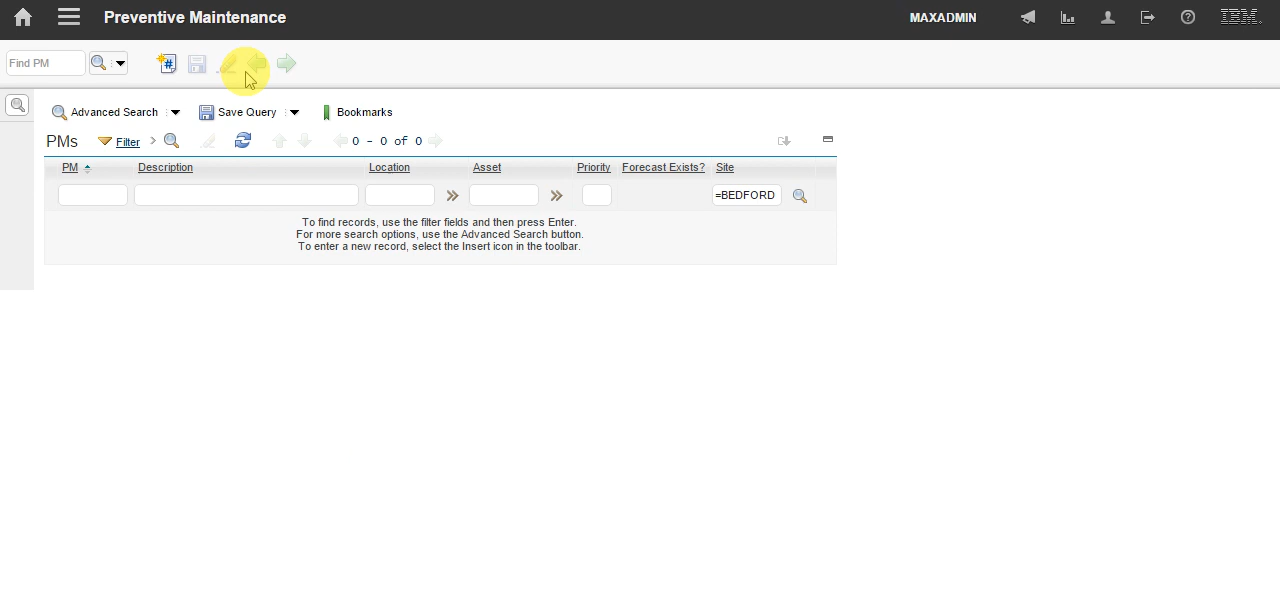 Preventive Maintenance MAXADMIN IBM.
Find PM
Advanced Search Save Query Bookmarks
PMs Filter 0 - 0 of 0
PM Description Location Asset Priority Forecast Exists? Site
=BEDFORD
To find records, use the filter fields and then press Enter.
For more search options, use the Advanced Search button.
To enter a new record, select the Insert icon in the toolbar.